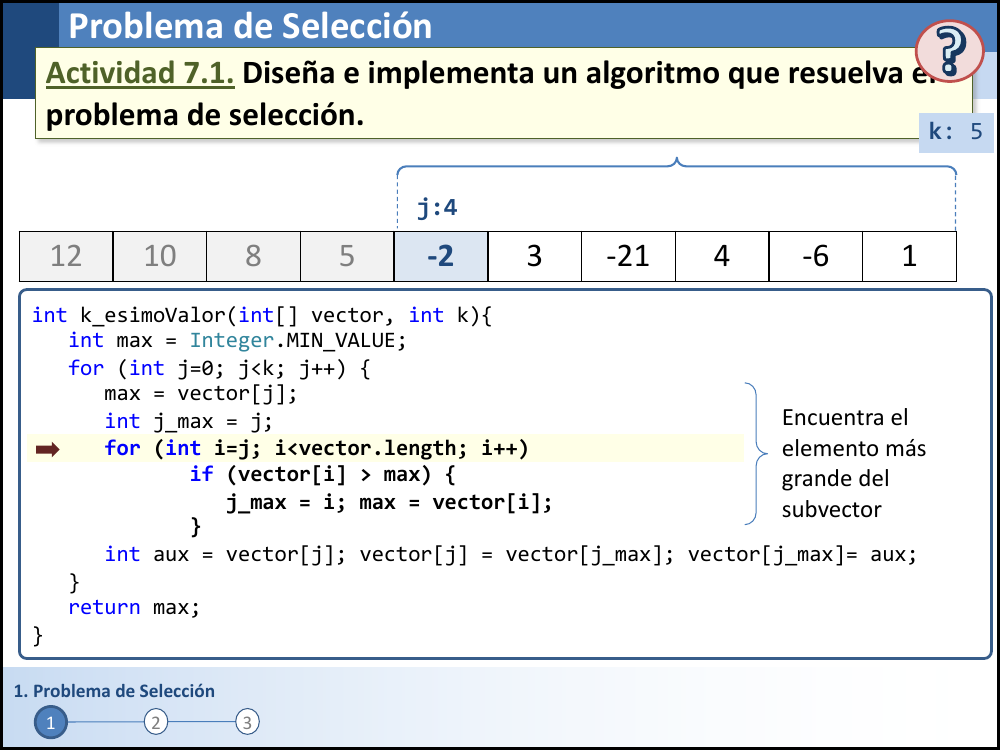 Problema de Selección
?
Actividad 7.1. Diseña e implementa un algoritmo que resuelva el
problema de selección.
k: 5
j:4
12 10 8 5 -2 3 -21 4 -6 1
int k_esimoValor(int[] vector, int k){
int max = Integer.MIN_VALUE;
for (int j=0; j<k; j++) {
max = vector[j];
int j_max = j;
for (int i=j; i<vector.length; i++)
if (vector[i] > max) {
j_max = i; max = vector[i];
}
int aux = vector[j]; vector[j] = vector[j_max]; vector[j_max]= aux;
}
return max;
}
Encuentra el
elemento más
grande del
subvector
1. Problema de Selección
1 2 3